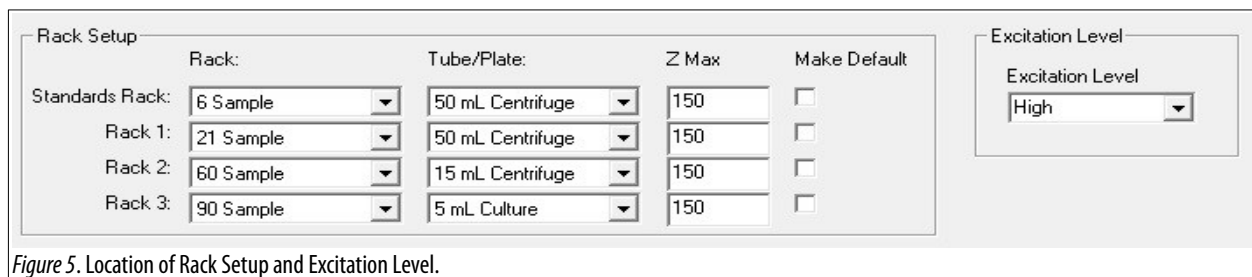 Rack Setup
Rack: Tube/Plate: Z Max Make Default
Standards Rack: 6 Sample 50 mL Centrifuge 150
Rack 1: 21 Sample 50 mL Centrifuge 150
Rack 2: 60 Sample 15 mL Centrifuge 150
Rack 3: 90 Sample 5 mL Culture 150
Excitation Level
Excitation Level
High
Figure 5. Location of Rack Setup and Excitation Level.